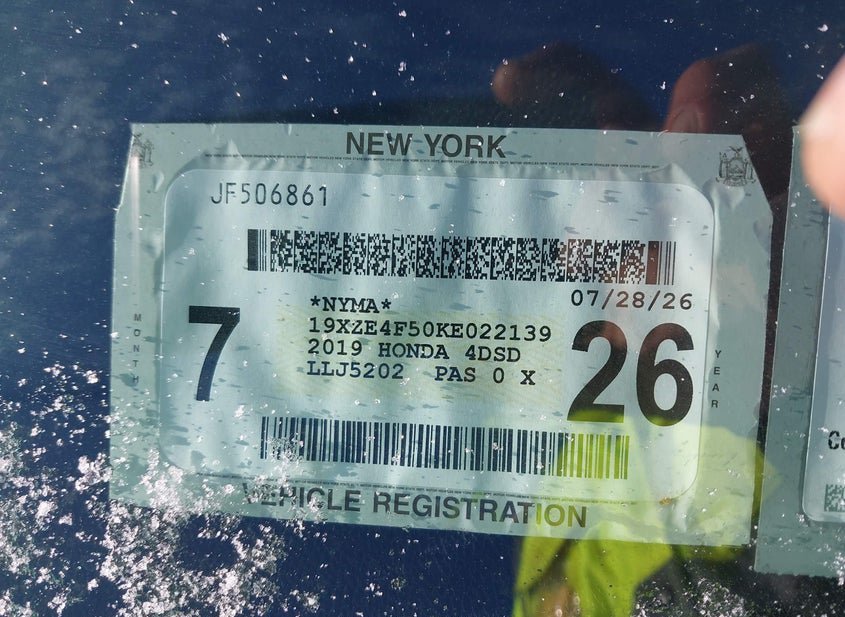 NEW YORK
JF506861
07/28/26
*NYMA*
19XZE4F50KE022139
2019 HONDA 4DSD
LLJ5202 PAS 0 X
MONTH
7
26
YEAR
VEHICLE REGISTRATION